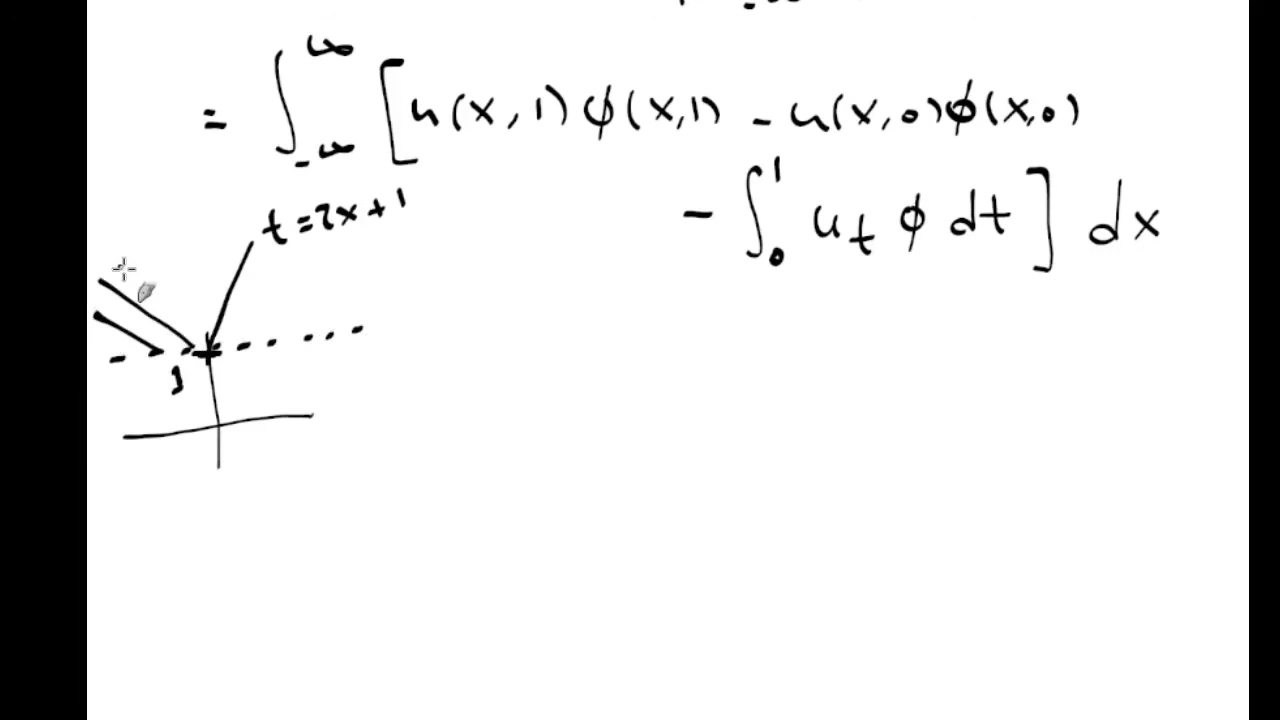 = ∫_{-∞}^{∞} [ u(x,1) φ(x,1) - u(x,0) φ(x,0)
- ∫_0^1 u_t φ dt ] dx
t = 2x + 1
1